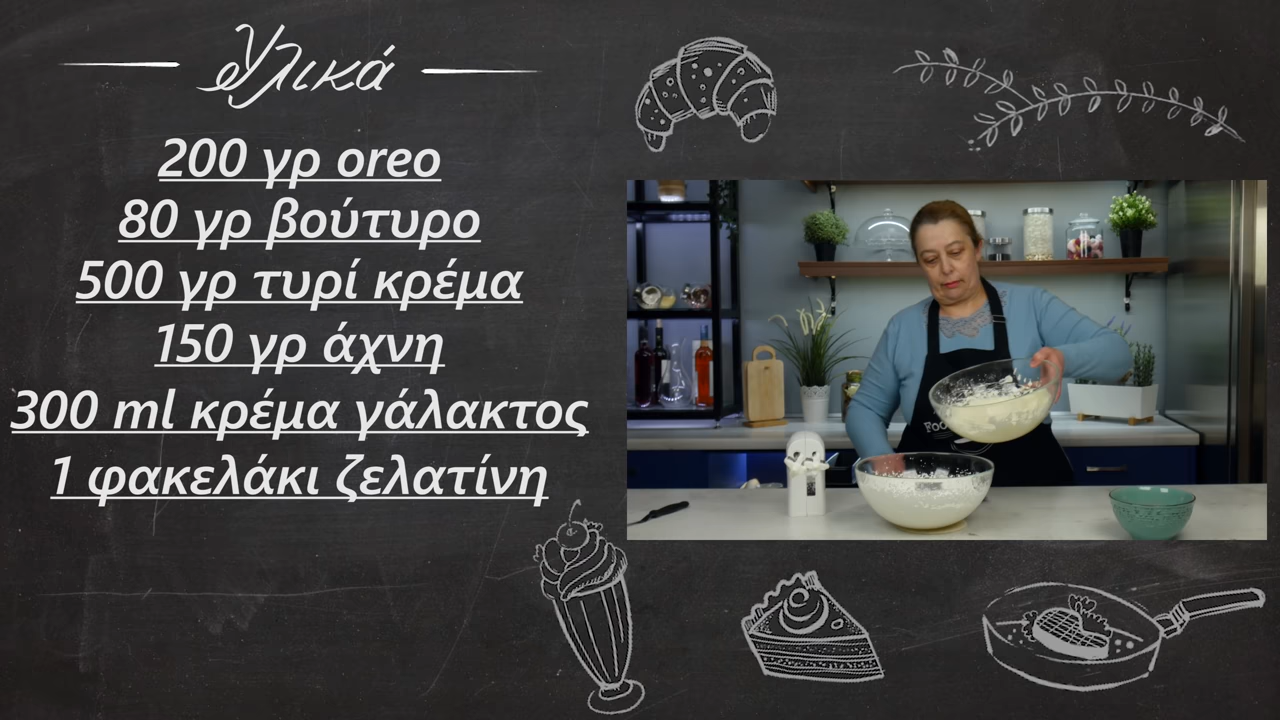 Υλικά
200 γρ oreo
80 γρ βούτυρο
500 γρ τυρί κρέμα
150 γρ άχνη
300 ml κρέμα γάλακτος
1 φακελάκι ζελατίνη